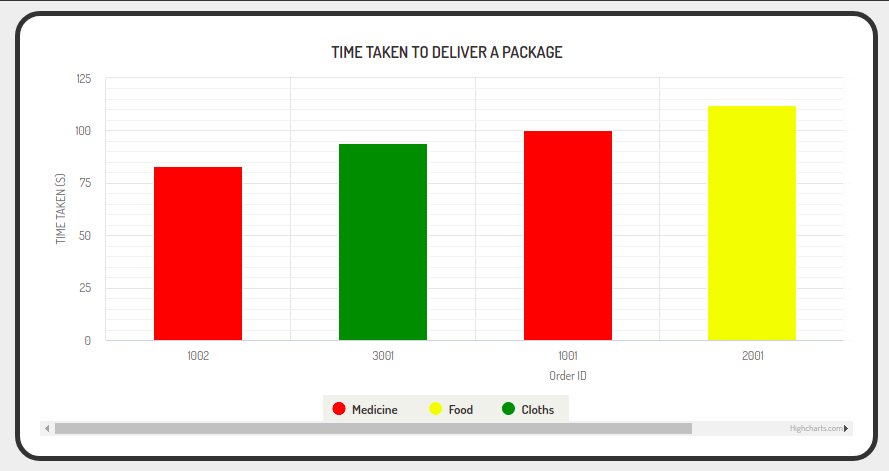 TIME TAKEN TO DELIVER A PACKAGE
125
100
75
50
25
0
TIME TAKEN (S)
1002 3001 1001 2001
Order ID
Medicine Food Cloths
Highcharts.com